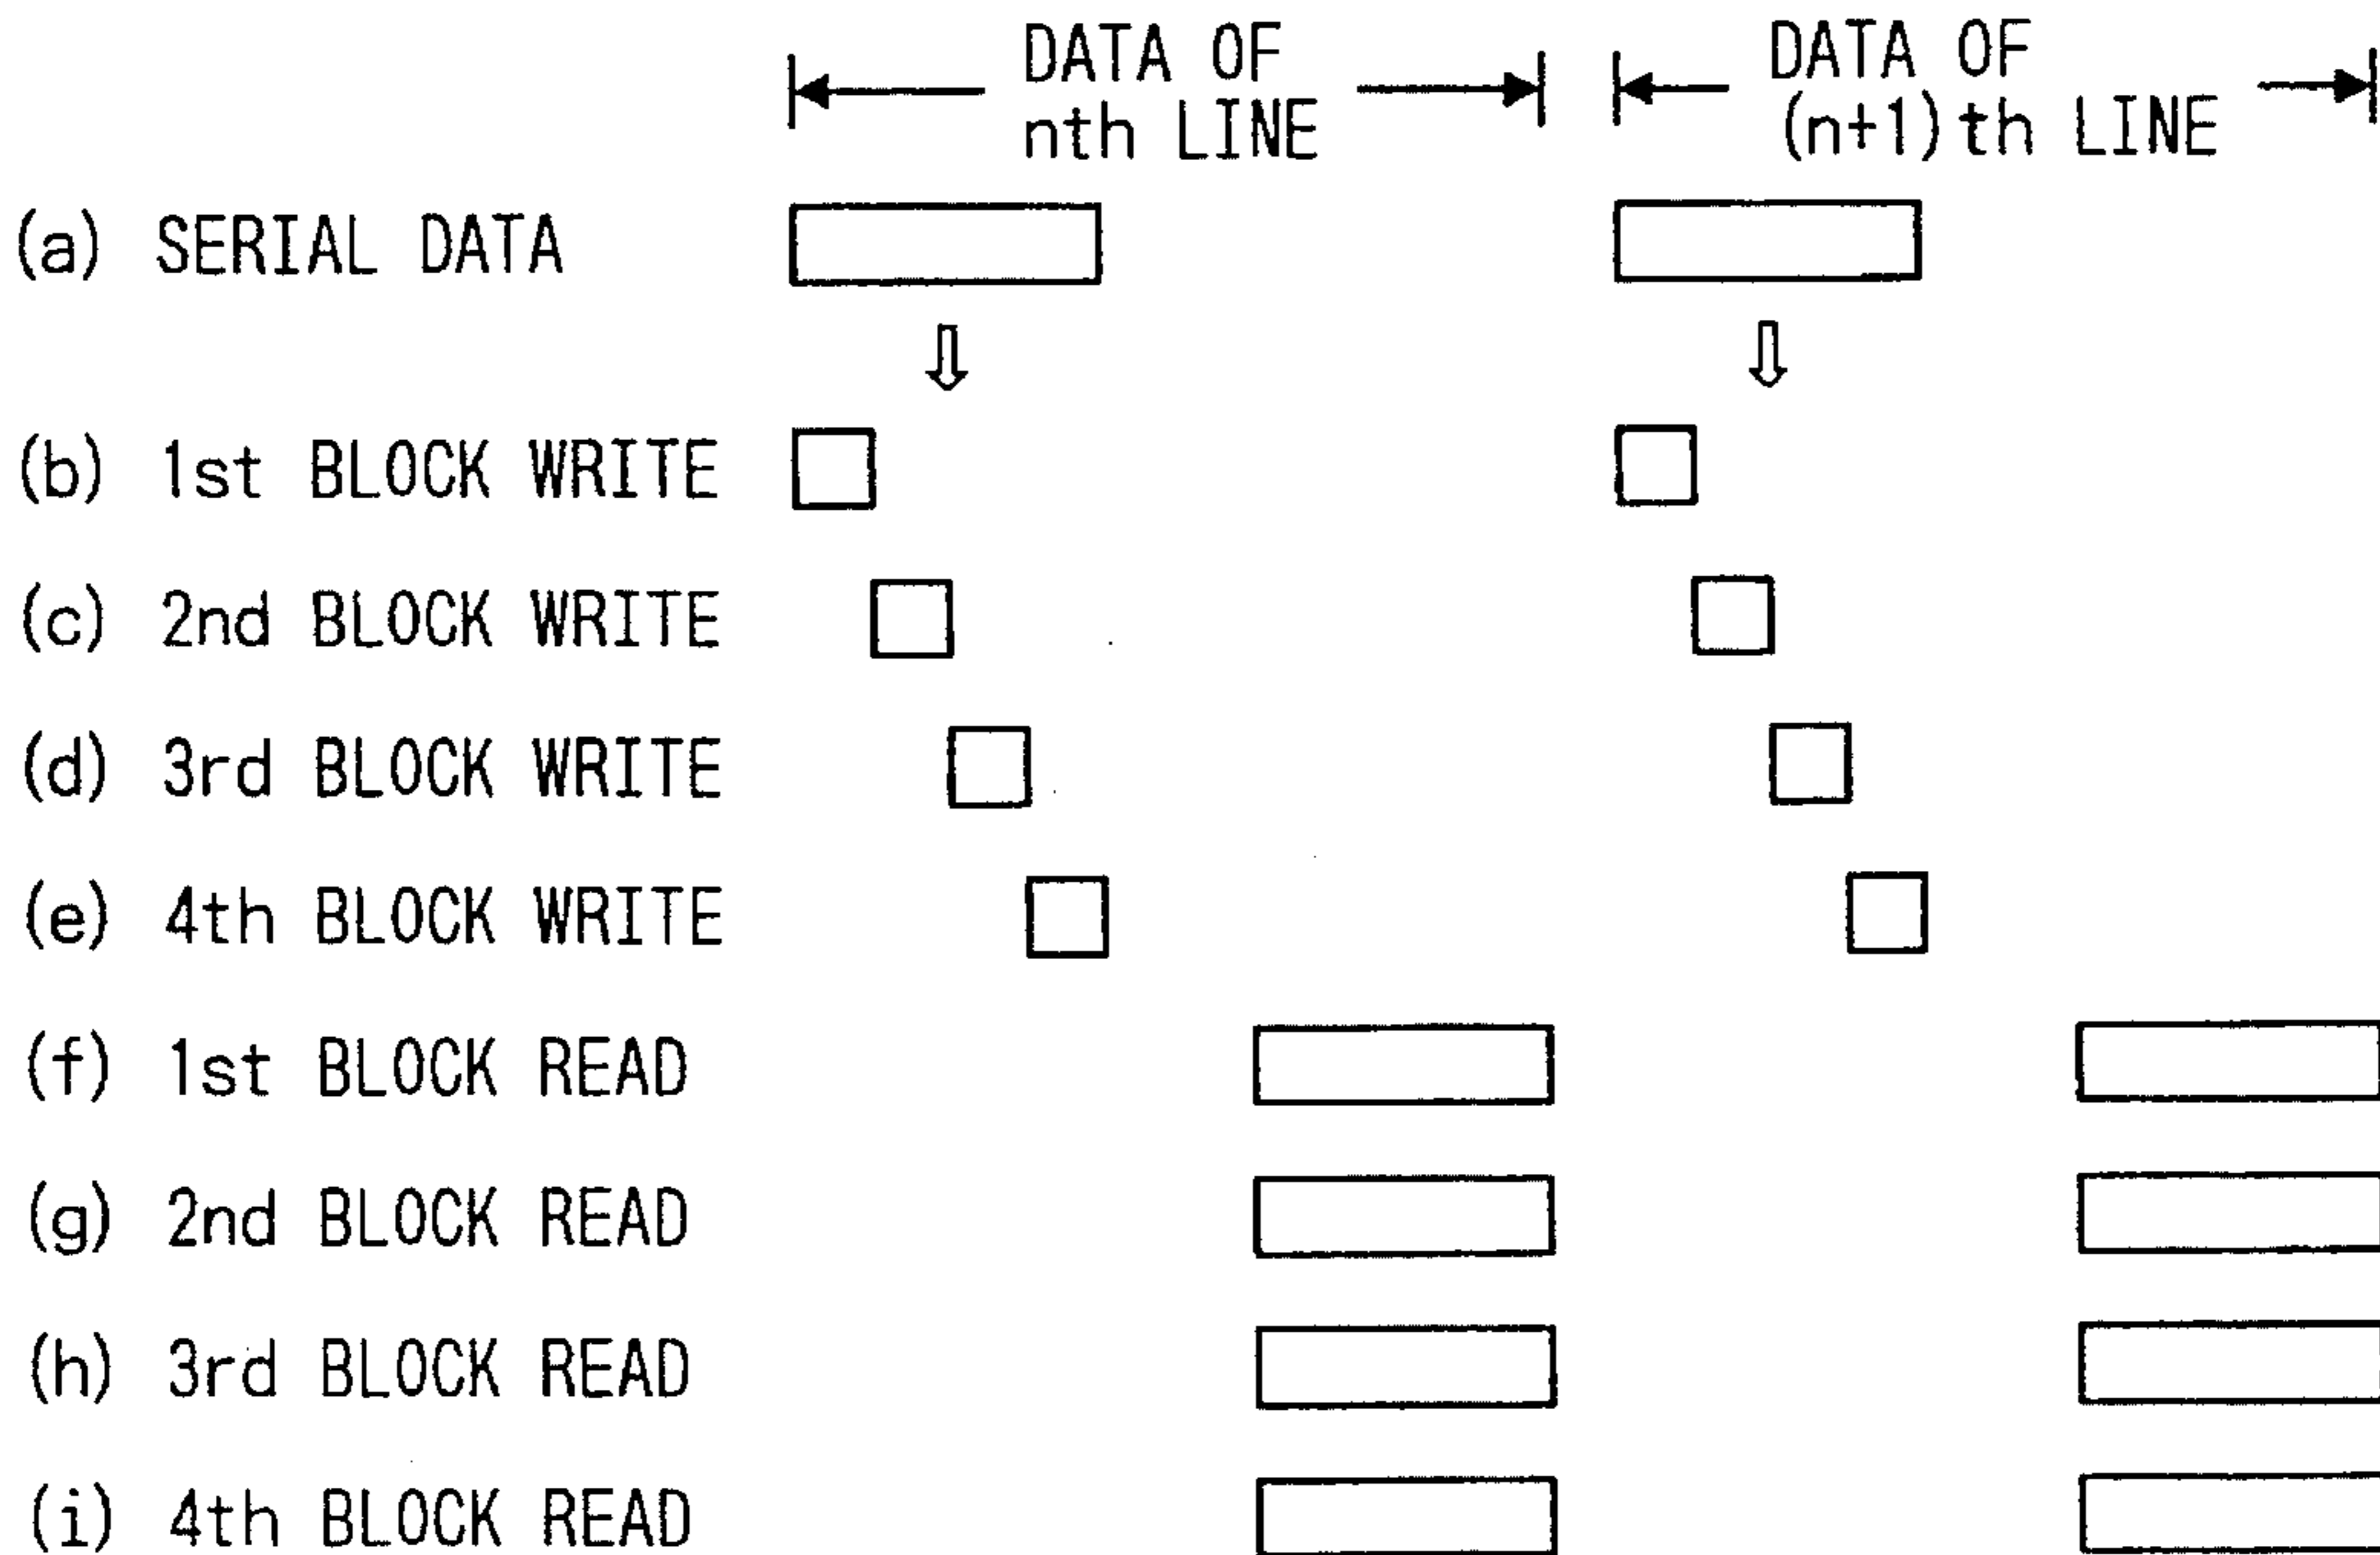 DATA OF
nth LINE
DATA OF
(n+1)th LINE
(a) SERIAL DATA
(b) 1st BLOCK WRITE
(c) 2nd BLOCK WRITE
(d) 3rd BLOCK WRITE
(e) 4th BLOCK WRITE
(f) 1st BLOCK READ
(g) 2nd BLOCK READ
(h) 3rd BLOCK READ
(i) 4th BLOCK READ